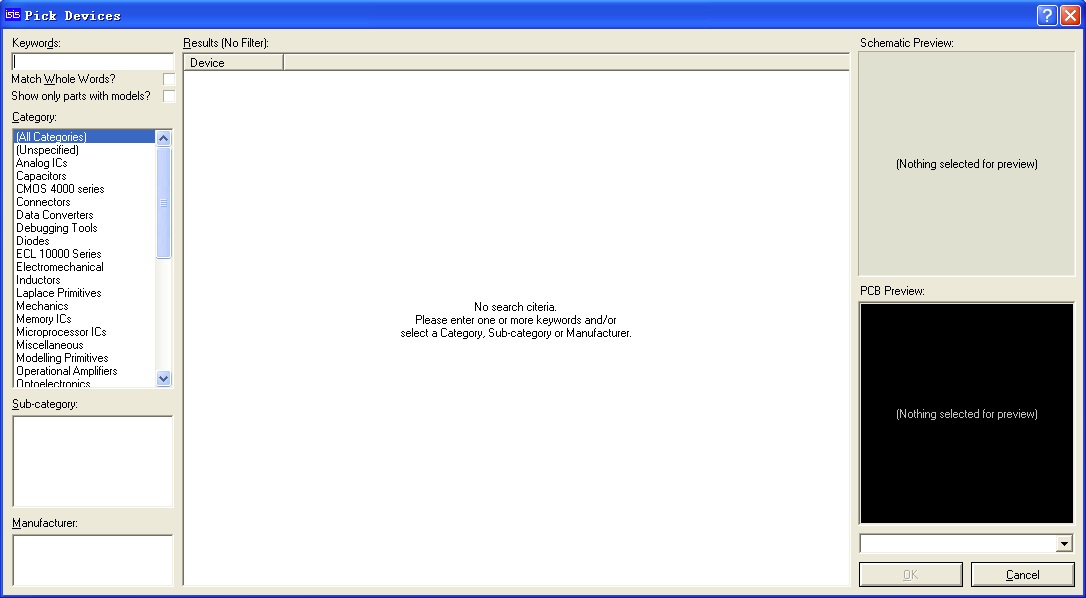 ISIS Pick Devices
Keywords:
Match Whole Words?
Show only parts with models?
Category:
(All Categories)
(Unspecified)
Analog ICs
Capacitors
CMOS 4000 series
Connectors
Data Converters
Debugging Tools
Diodes
ECL 10000 Series
Electromechanical
Inductors
Laplace Primitives
Mechanics
Memory ICs
Microprocessor ICs
Miscellaneous
Modelling Primitives
Operational Amplifiers
Optoelectronics
Sub-category:
Manufacturer:
Results (No Filter):
Device
No search citeria.
Please enter one or more keywords and/or
select a Category, Sub-category or Manufacturer.
Schematic Preview:
(Nothing selected for preview)
PCB Preview:
(Nothing selected for preview)
OK
Cancel